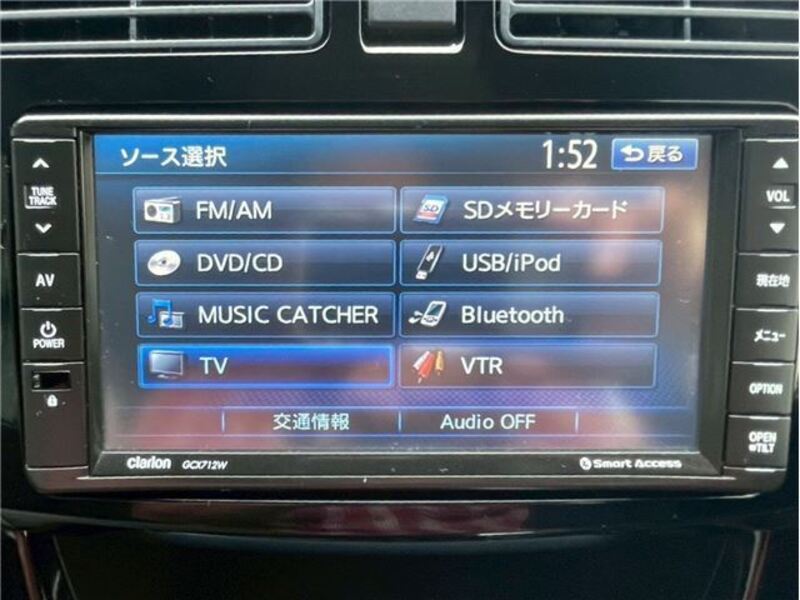 ソース選択 1:52 戻る
TUNE
TRACK
AV
POWER
FM/AM
SD
SDメモリーカード
DVD/CD
USB/iPod
MUSIC CATCHER
Bluetooth
TV
VTR
交通情報
Audio OFF
VOL
現在地
メニュー
OPTION
OPEN
TILT
clarion GCX712W
Smart Access